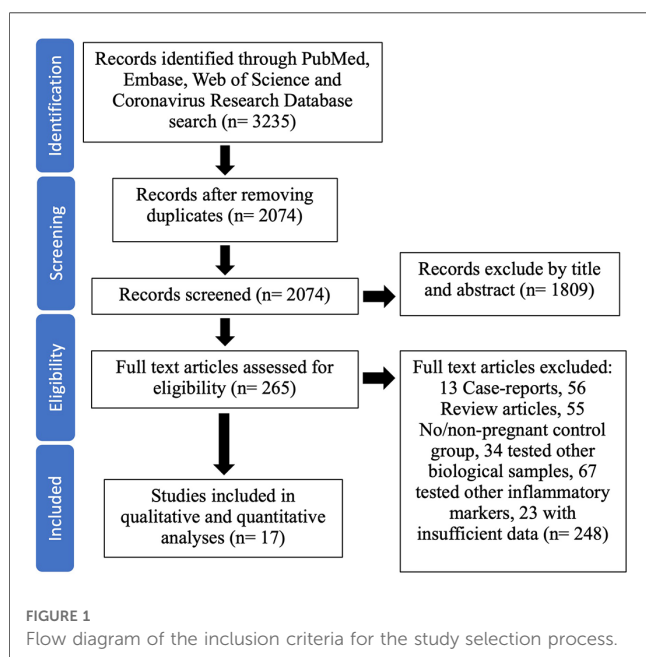 Identification
Records identified through PubMed,
Embase, Web of Science and
Coronavirus Research Database
search (n= 3235)
Screening
Records after removing
duplicates (n= 2074)
Records screened (n= 2074)
Records exclude by title
and abstract (n= 1809)
Eligibility
Full text articles assessed for
eligibility (n= 265)
Full text articles excluded:
13 Case-reports, 56
Review articles, 55
No/non-pregnant control
group, 34 tested other
biological samples, 67
tested other inflammatory
markers, 23 with
insufficient data (n= 248)
Included
Studies included in
qualitative and quantitative
analyses (n= 17)
FIGURE 1
Flow diagram of the inclusion criteria for the study selection process.